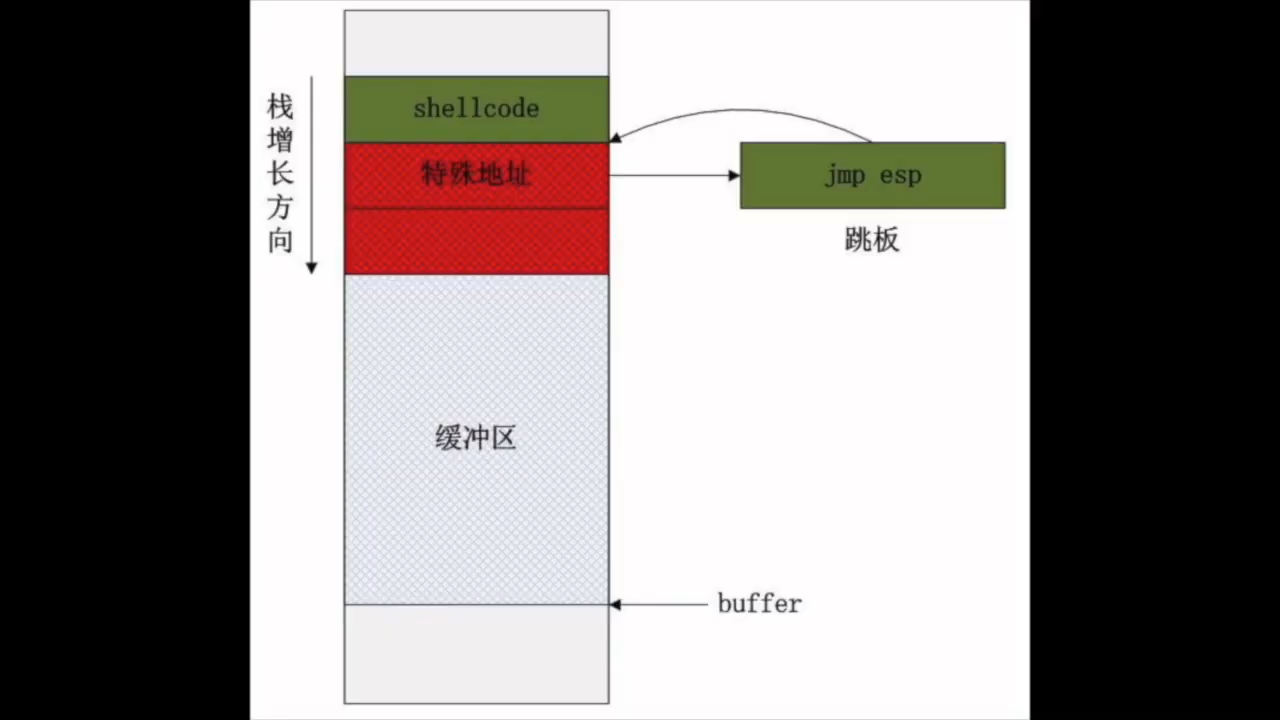 栈增长方向
shellcode
特殊地址
jmp esp
跳板
缓冲区
buffer